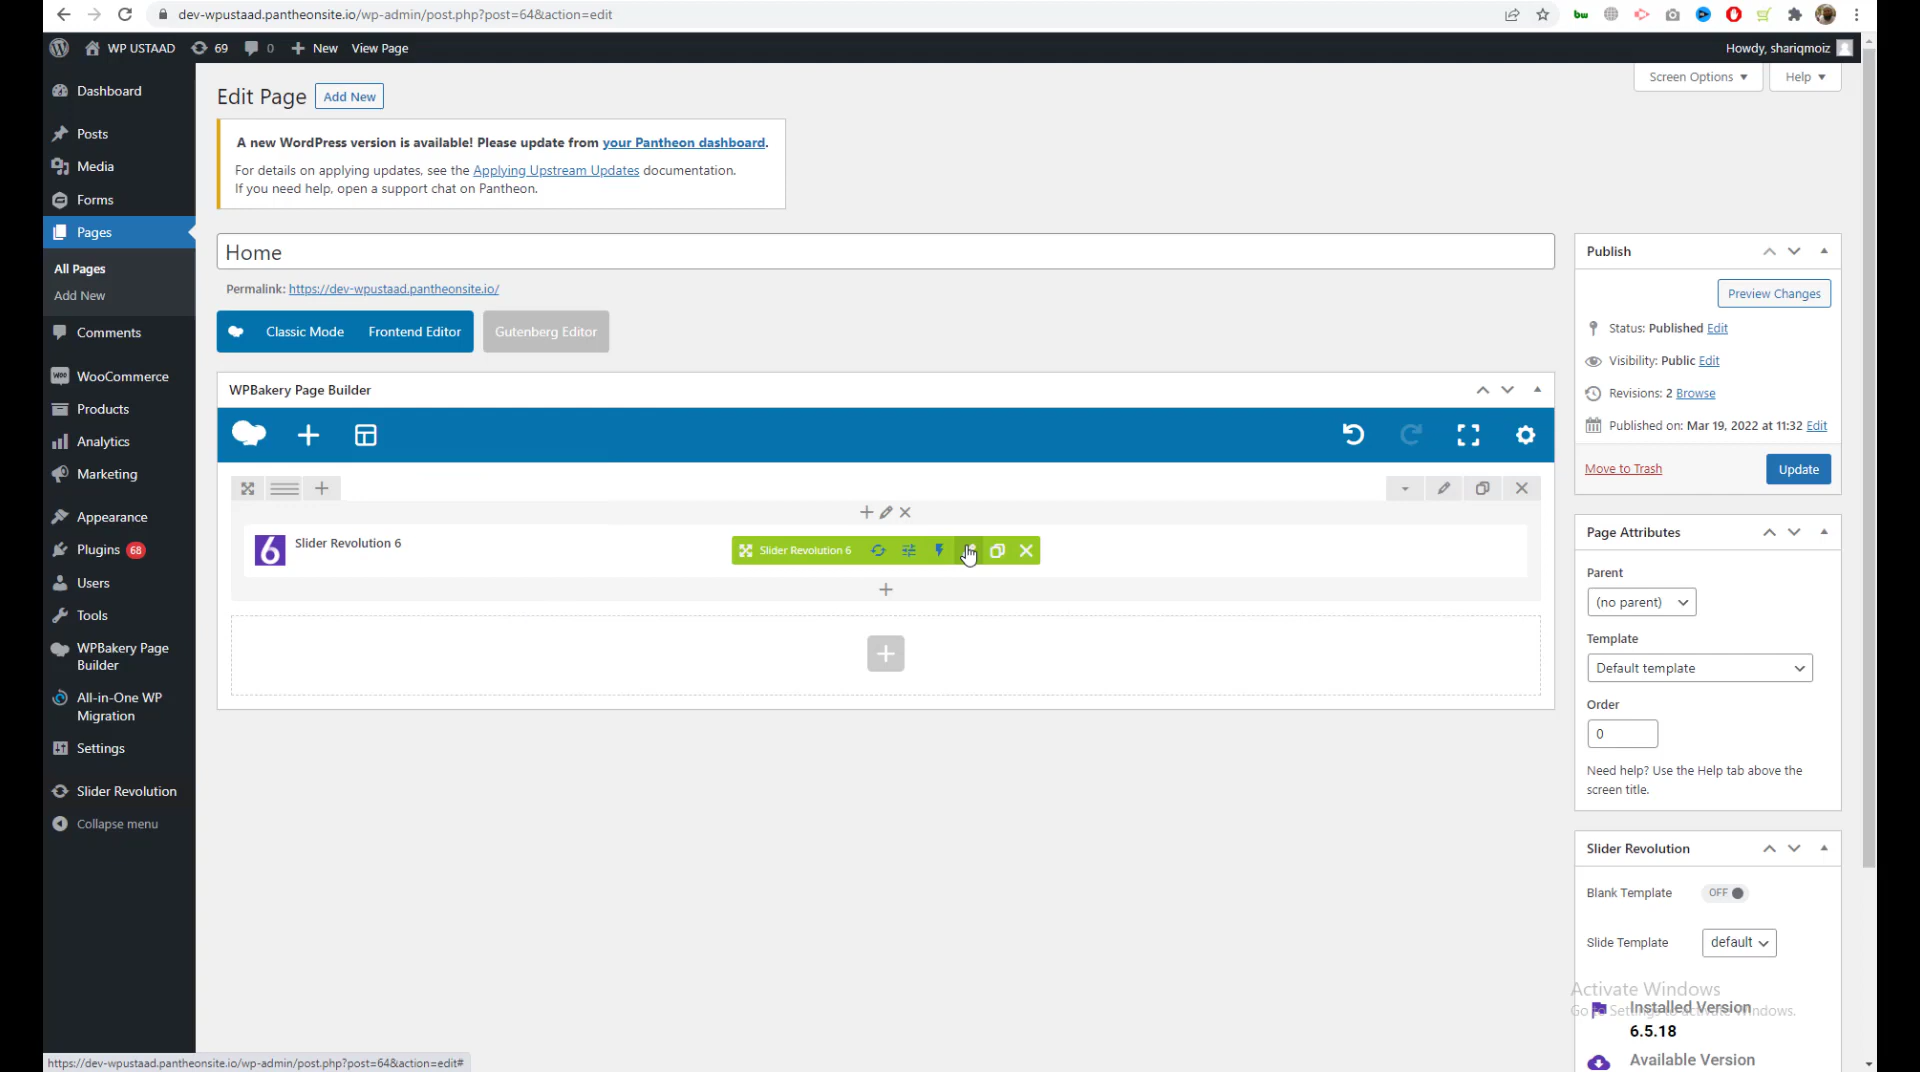 dev-wpustaad.pantheonsite.io/wp-admin/post.php?post=64&action=edit
bw
WP USTAAD 69 0 New View Page
Howdy, shariqmoiz
Dashboard
Posts
Media
Forms
Pages
All Pages
Add New
Comments
WooCommerce
Products
Analytics
Marketing
Appearance
Plugins 68
Users
Tools
WPBakery Page
Builder
All-in-One WP
Migration
Settings
Slider Revolution
Collapse menu
Screen Options
Help
Edit Page Add New
A new WordPress version is available! Please update from your Pantheon dashboard.
For details on applying updates, see the Applying Upstream Updates documentation.
If you need help, open a support chat on Pantheon.
Home
Permalink: https://dev-wpustaad.pantheonsite.io/
Classic Mode Frontend Editor Gutenberg Editor
WPBakery Page Builder
6 Slider Revolution 6
Slider Revolution 6
Publish
Preview Changes
Status: Published Edit
Visibility: Public Edit
Revisions: 2 Browse
Published on: Mar 19, 2022 at 11:32 Edit
Move to Trash Update
Page Attributes
Parent
(no parent)
Template
Default template
Order
0
Need help? Use the Help tab above the
screen title.
Slider Revolution
Blank Template OFF
Slide Template default
Activate Windows
Go to Settings to activate Windows.
Installed Version
6.5.18
Available Version
https://dev-wpustaad.pantheonsite.io/wp-admin/post.php?post=64&action=edit#